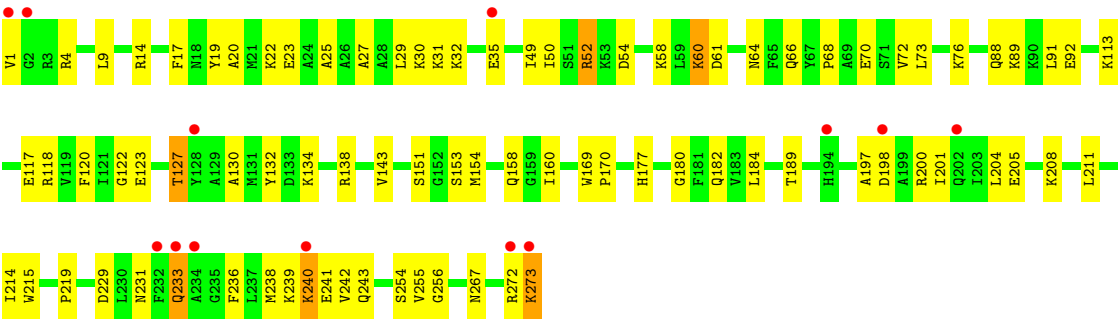 V1 G2 R3 R4 L9 R14 F17 N18 Y19 A20 M21 K22 E23 A24 A25 A26 A27 A28 L29 K30 K31 K32 E35 I49 I50 S51 R52 K53 D54 K58 L59 K60 D61 N64 F65 Q66 Y67 P68 A69 E70 S71 V72 L73 K76 Q88 K89 K90 L91 E92 K113
E117 R118 V119 F120 I121 G122 E123 T127 Y128 A129 A130 M131 Y132 D133 K134 R138 V143 S151 G152 S153 M154 Q158 G159 I160 W169 P170 H177 G180 F181 Q182 V183 L184 T189 H194 A197 D198 A199 R200 I201 Q202 I203 L204 E205 K208 L211
I214 W215 P219 D229 L230 N231 F232 Q233 A234 G235 F236 L237 M238 K239 K240 E241 V242 Q243 S254 V255 G256 N267 R272 K273